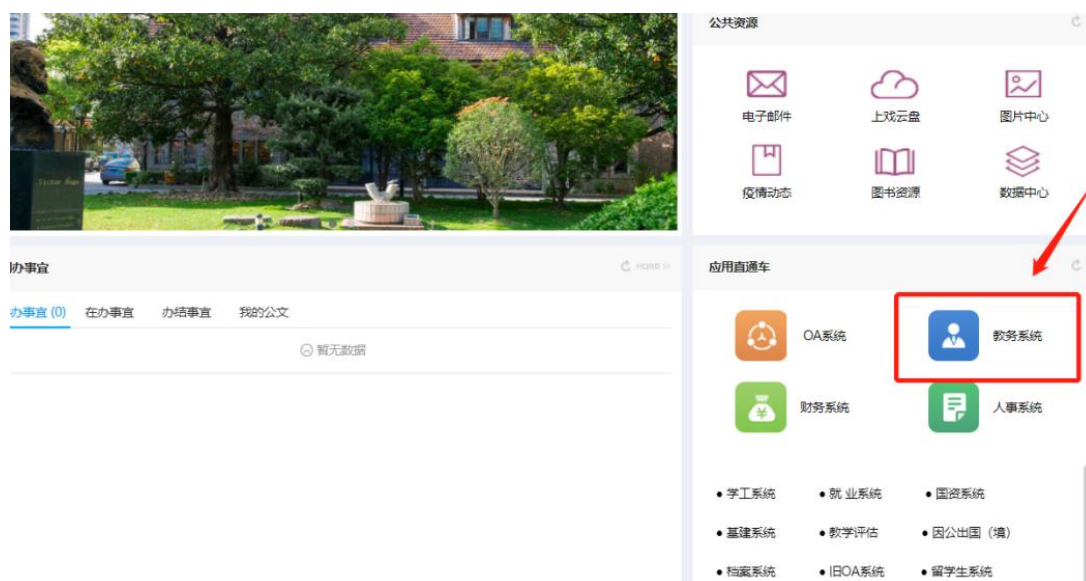 公共资源
电子邮件 上戏云盘 图片中心
疫情动态 图书资源 数据中心
Victor Hugo
办事宜 MORE >>
办事宜 (0) 在办事宜 办结事宜 我的公文
暂无数据
应用直通车
OA系统 教务系统
¥
财务系统 人事系统
• 学工系统 • 就 业系统 • 国资系统
• 基建系统 • 教学评估 • 因公出国（境）
• 档案系统 • 旧OA系统 • 留学生系统